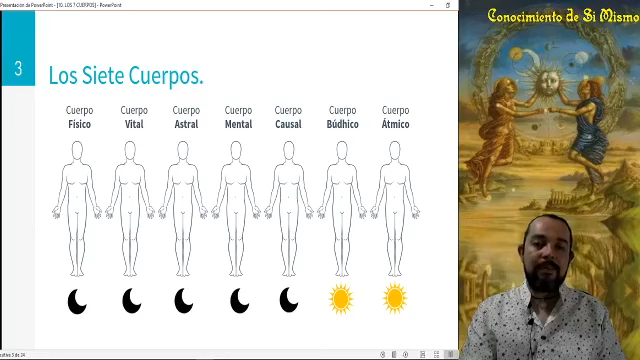 Presentación de PowerPoint - [10. LOS 7 CUERPOS] - PowerPoint
Conocimiento de Sí Mismo
3
Los Siete Cuerpos.
Cuerpo Físico
Cuerpo Vital
Cuerpo Astral
Cuerpo Mental
Cuerpo Causal
Cuerpo Búdhico
Cuerpo Átmico